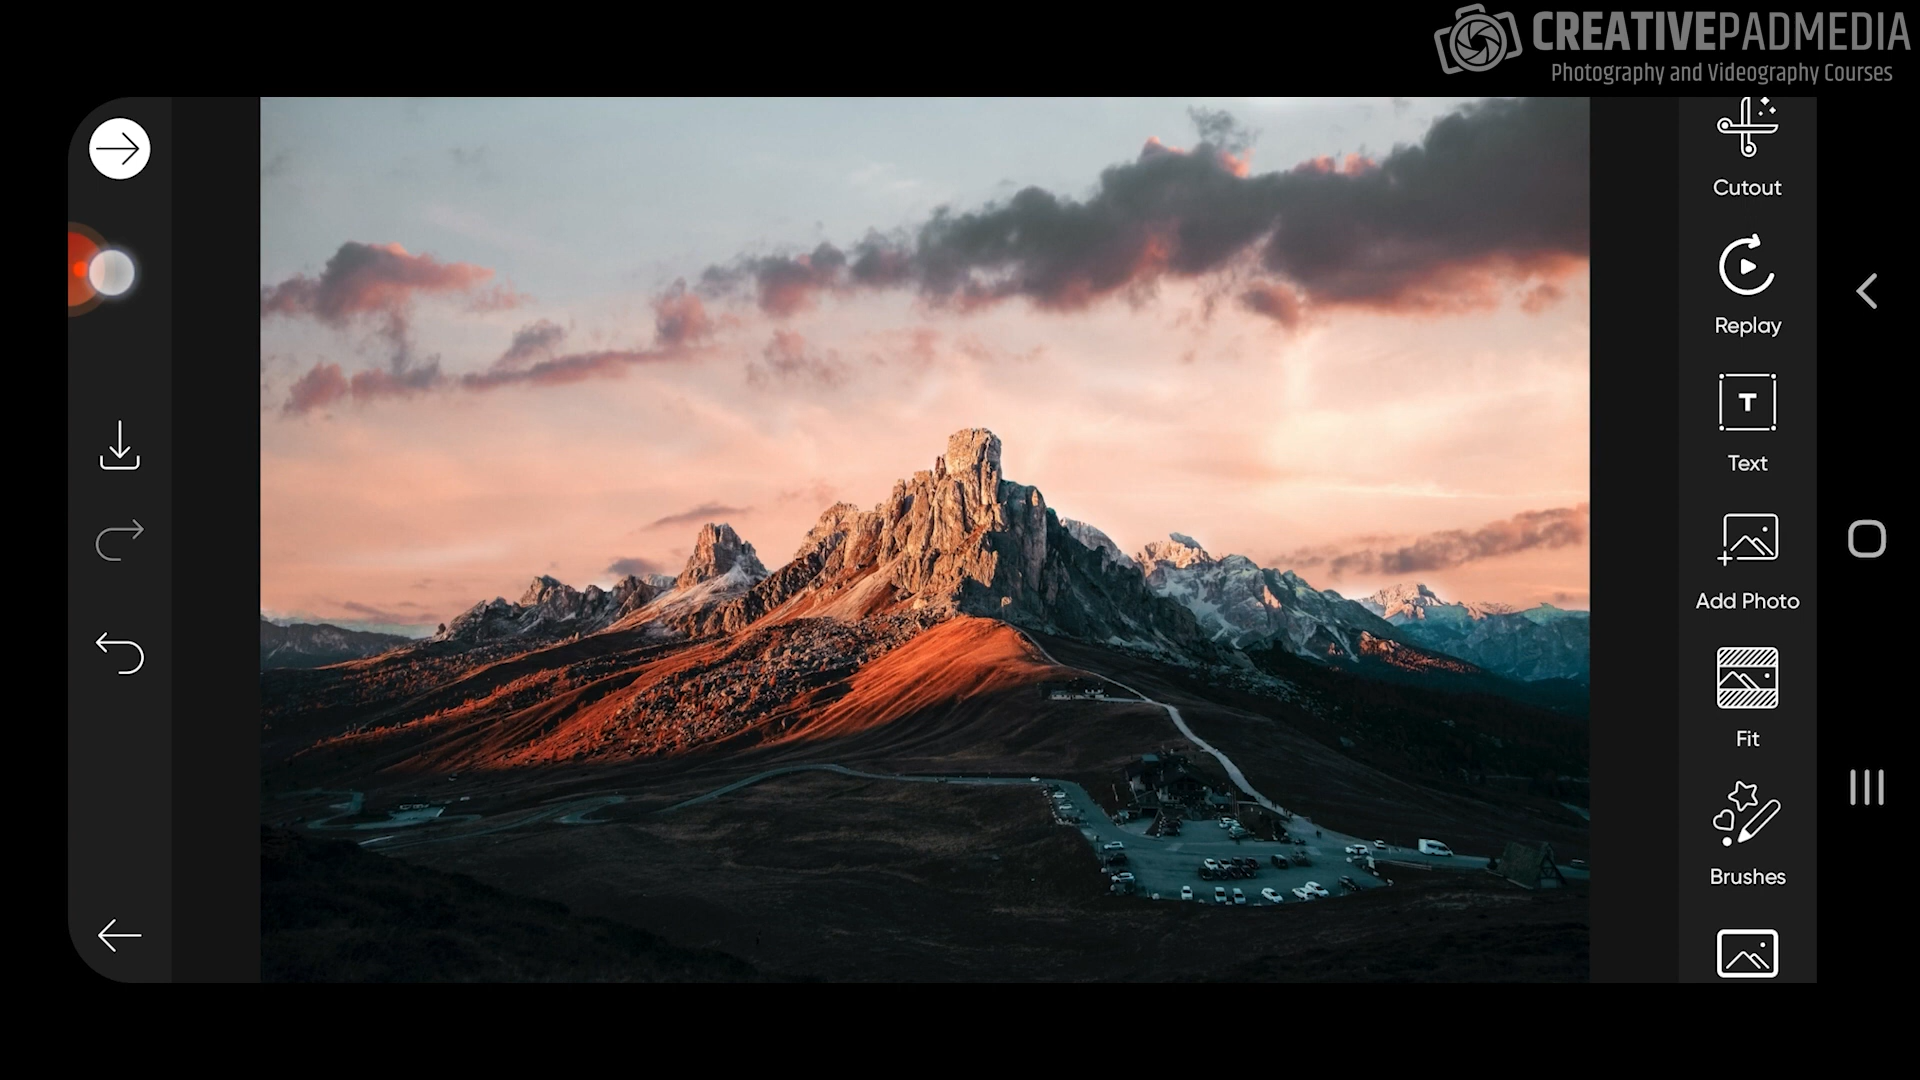 CREATIVEPADMEDIA
Photography and Videography Courses
Cutout
Replay
T
Text
Add Photo
Fit
Brushes